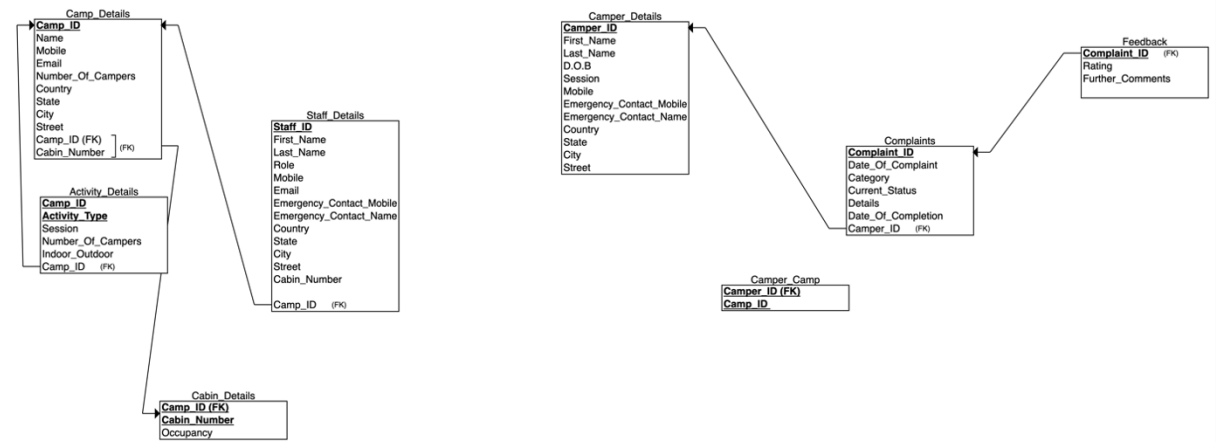 Camp_Details
Camp_ID
Name
Mobile
Email
Number_Of_Campers
Country
State
City
Street
Camp_ID (FK)
Cabin_Number
(FK)
Activity_Details
Camp_ID
Activity_Type
Session
Number_Of_Campers
Indoor_Outdoor
Camp_ID (FK)
Staff_Details
Staff_ID
First_Name
Last_Name
Role
Mobile
Email
Emergency_Contact_Mobile
Emergency_Contact_Name
Country
State
City
Street
Cabin_Number
Camp_ID (FK)
Cabin_Details
Camp_ID (FK)
Cabin_Number
Occupancy
Camper_Details
Camper_ID
First_Name
Last_Name
D.O.B
Session
Mobile
Emergency_Contact_Mobile
Emergency_Contact_Name
Country
State
City
Street
Feedback
Complaint_ID (FK)
Rating
Further_Comments
Complaints
Complaint_ID
Date_Of_Complaint
Category
Current_Status
Details
Date_Of_Completion
Camper_ID (FK)
Camper_Camp
Camper_ID (FK)
Camp_ID